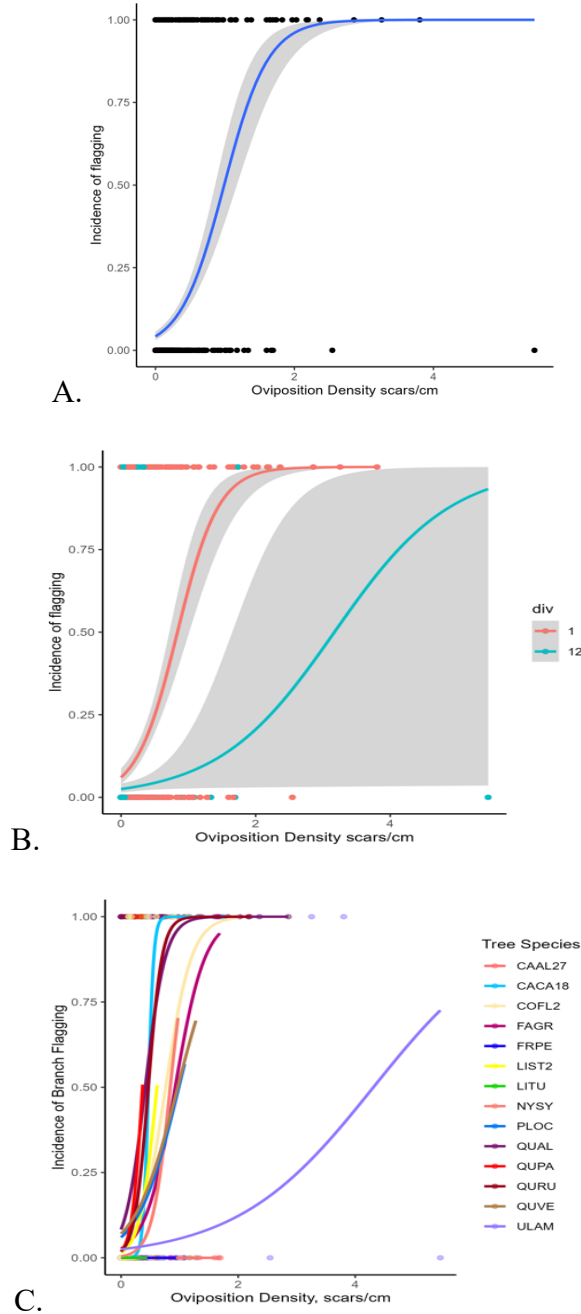 1.00
0.75
0.50
0.25
0.00
Incidence of flagging
0 2 4
Oviposition Density scars/cm
A.
1.00
0.75
0.50
0.25
0.00
Incidence of flagging
0 2 4
Oviposition Density scars/cm
div
1
12
B.
1.00
0.75
0.50
0.25
0.00
Incidence of Branch Flagging
0 2 4
Oviposition Density, scars/cm
Tree Species
CAAL27
CACA18
COFL2
FAGR
FRPE
LIST2
LITU
NYSY
PLOC
QUAL
QUPA
QURU
QUVE
ULAM
C.